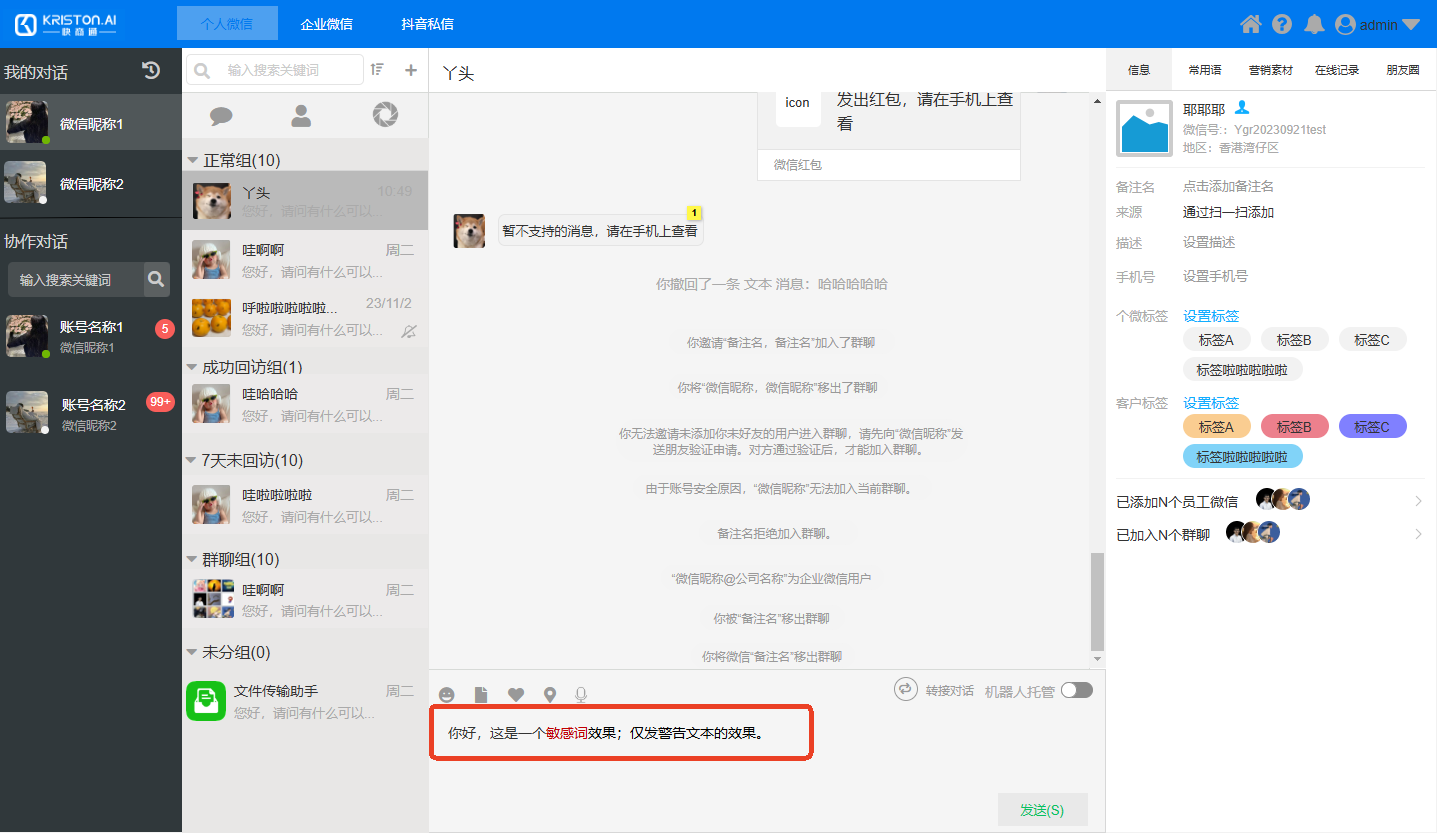 KRISTON.AI
快商通
个人微信
企业微信
抖音私信
admin
我的对话
微信昵称1
微信昵称2
协作对话
输入搜索关键词
账号名称1
5
微信昵称1
账号名称2
99+
微信昵称2
输入搜索关键词
正常组(10)
丫头
10:49
您好，请问有什么可以...
哇啊啊
周二
您好，请问有什么可以...
呼啦啦啦啦啦...
23/11/2
您好，请问有什么可以...
成功回访组(1)
哇哈哈哈
周二
您好，请问有什么可以...
7天未回访(10)
哇啦啦啦啦
周二
您好，请问有什么可以...
群聊组(10)
哇啊啊
周二
您好，请问有什么可以...
未分组(0)
文件传输助手
周二
您好，请问有什么可以...
丫头
icon
发出红包，请在手机上查
看
微信红包
1
暂不支持的消息，请在手机上查看
你撤回了一条 文本 消息：哈哈哈哈哈
你邀请“备注名，备注名”加入了群聊
你将“微信昵称，微信昵称”移出了群聊
你无法邀请未添加你未好友的用户进入群聊，请先向“微信昵称”发
送朋友验证申请。对方通过验证后，才能加入群聊。
由于账号安全原因，“微信昵称”无法加入当前群聊。
备注名拒绝加入群聊。
“微信昵称@公司名称”为企业微信用户
你被“备注名”移出群聊
你将微信“备注名”移出群聊
转接对话
机器人托管
你好，这是一个敏感词效果；仅发警告文本的效果。
发送(S)
信息
常用语
营销素材
在线记录
朋友圈
耶耶耶
微信号:：Ygr20230921test
地区：香港湾仔区
备注名
点击添加备注名
来源
通过扫一扫添加
描述
设置描述
手机号
设置手机号
个微标签
设置标签
标签A
标签B
标签C
标签啦啦啦啦啦
客户标签
设置标签
标签A
标签B
标签C
标签啦啦啦啦啦
已添加N个员工微信
已加入N个群聊